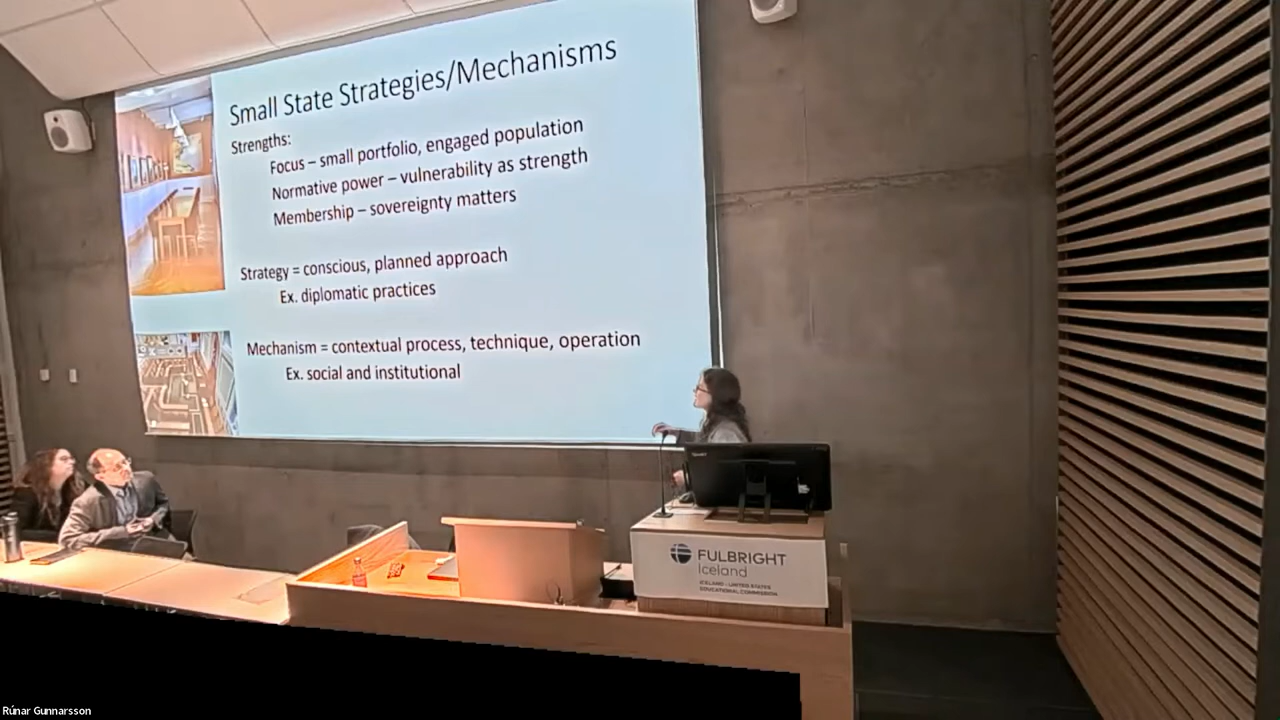 Small State Strategies/Mechanisms
Strengths:
Focus – small portfolio, engaged population
Normative power – vulnerability as strength
Membership – sovereignty matters
Strategy = conscious, planned approach
Ex. diplomatic practices
Mechanism = contextual process, technique, operation
Ex. social and institutional
FULBRIGHT
Iceland
ICELAND - UNITED STATES
EDUCATIONAL COMMISSION
Rúnar Gunnarsson